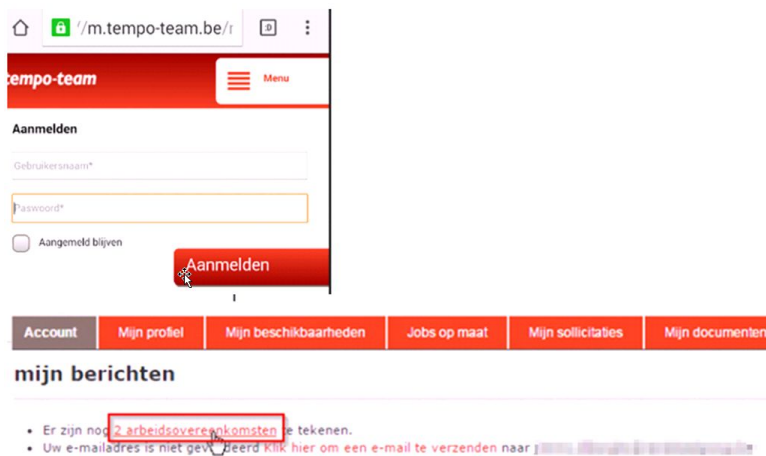 //m.tempo-team.be/
tempo-team
Menu
Aanmelden
Gebruikersnaam*
Paswoord*
Aangemeld blijven
Aanmelden
Account Mijn profiel Mijn beschikbaarheden Jobs op maat Mijn sollicitaties Mijn documenten
mijn berichten
• Er zijn nog 2 arbeidsovereenkomsten te tekenen.
• Uw e-mailadres is niet Klik hier om een e-mail te verzenden naar